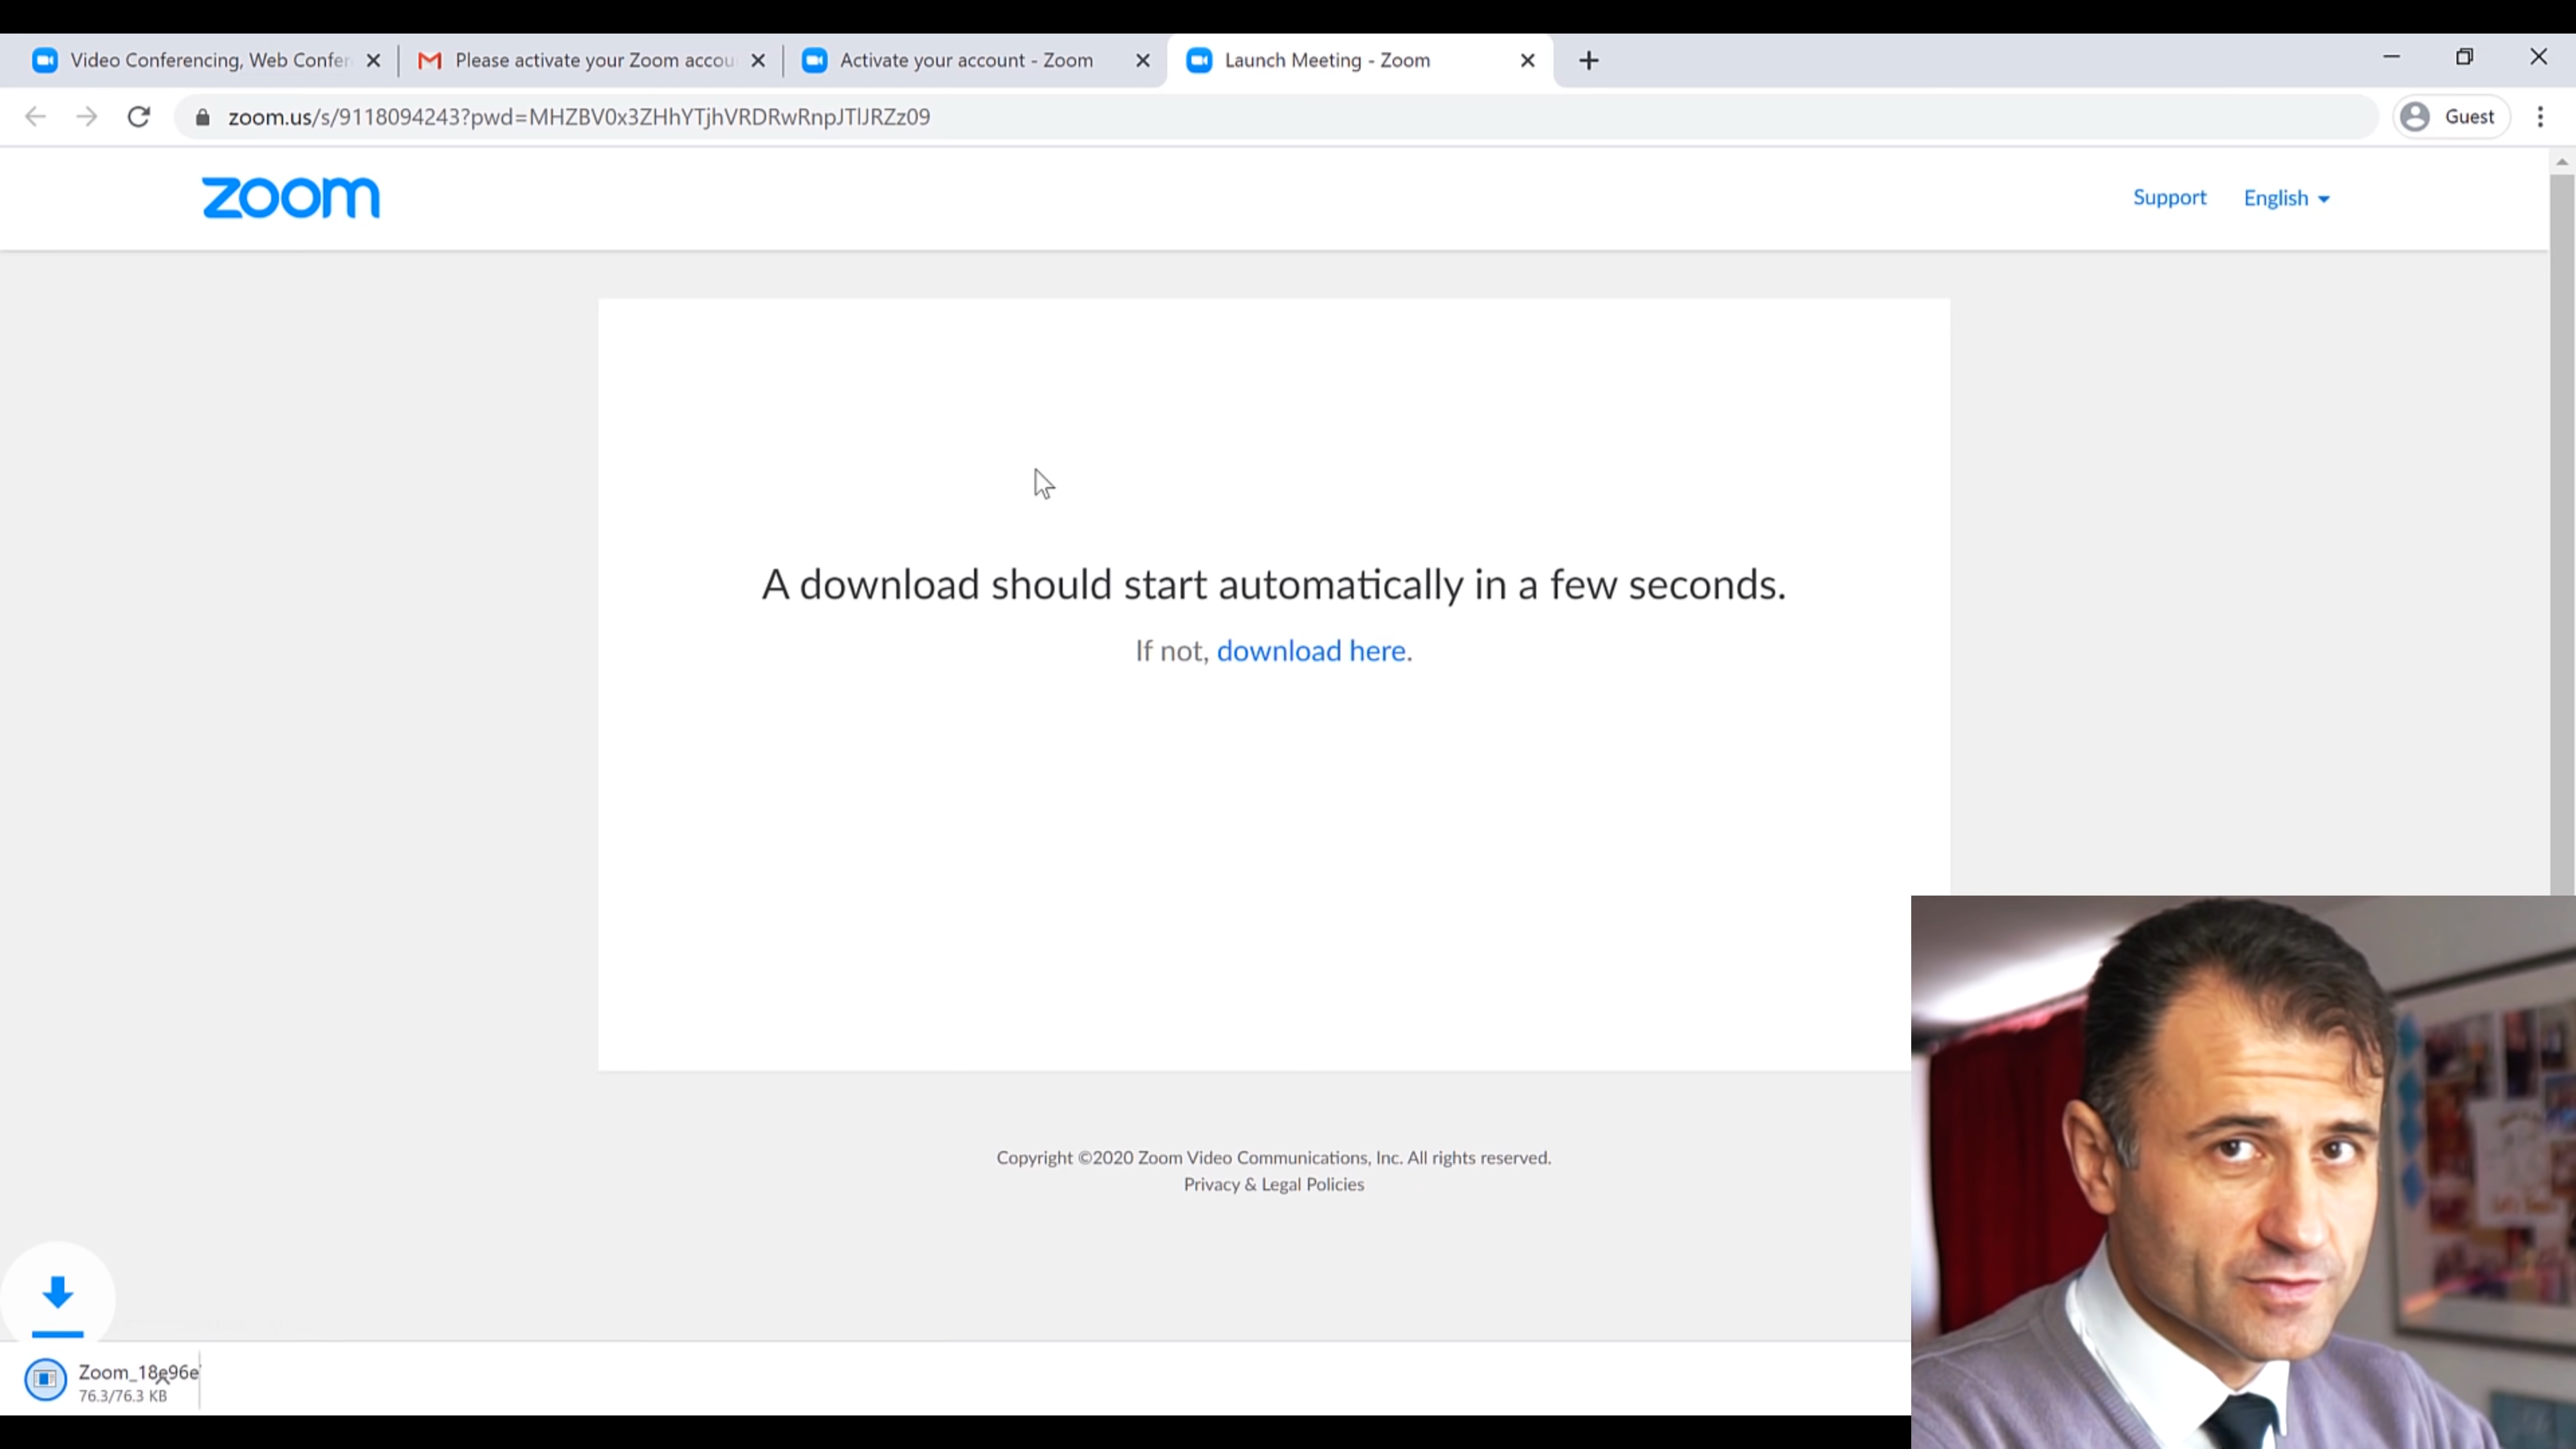 Video Conferencing, Web Confer
Please activate your Zoom accou
Activate your account - Zoom
Launch Meeting - Zoom
zoom.us/s/9118094243?pwd=MHZBV0x3ZHhYTjhVRDRwRnpJTlJRZz09
Guest
zoom
Support
English
A download should start automatically in a few seconds.
If not, download here.
Copyright ©2020 Zoom Video Communications, Inc. All rights reserved.
Privacy & Legal Policies
Zoom_18e96e
76.3/76.3 KB